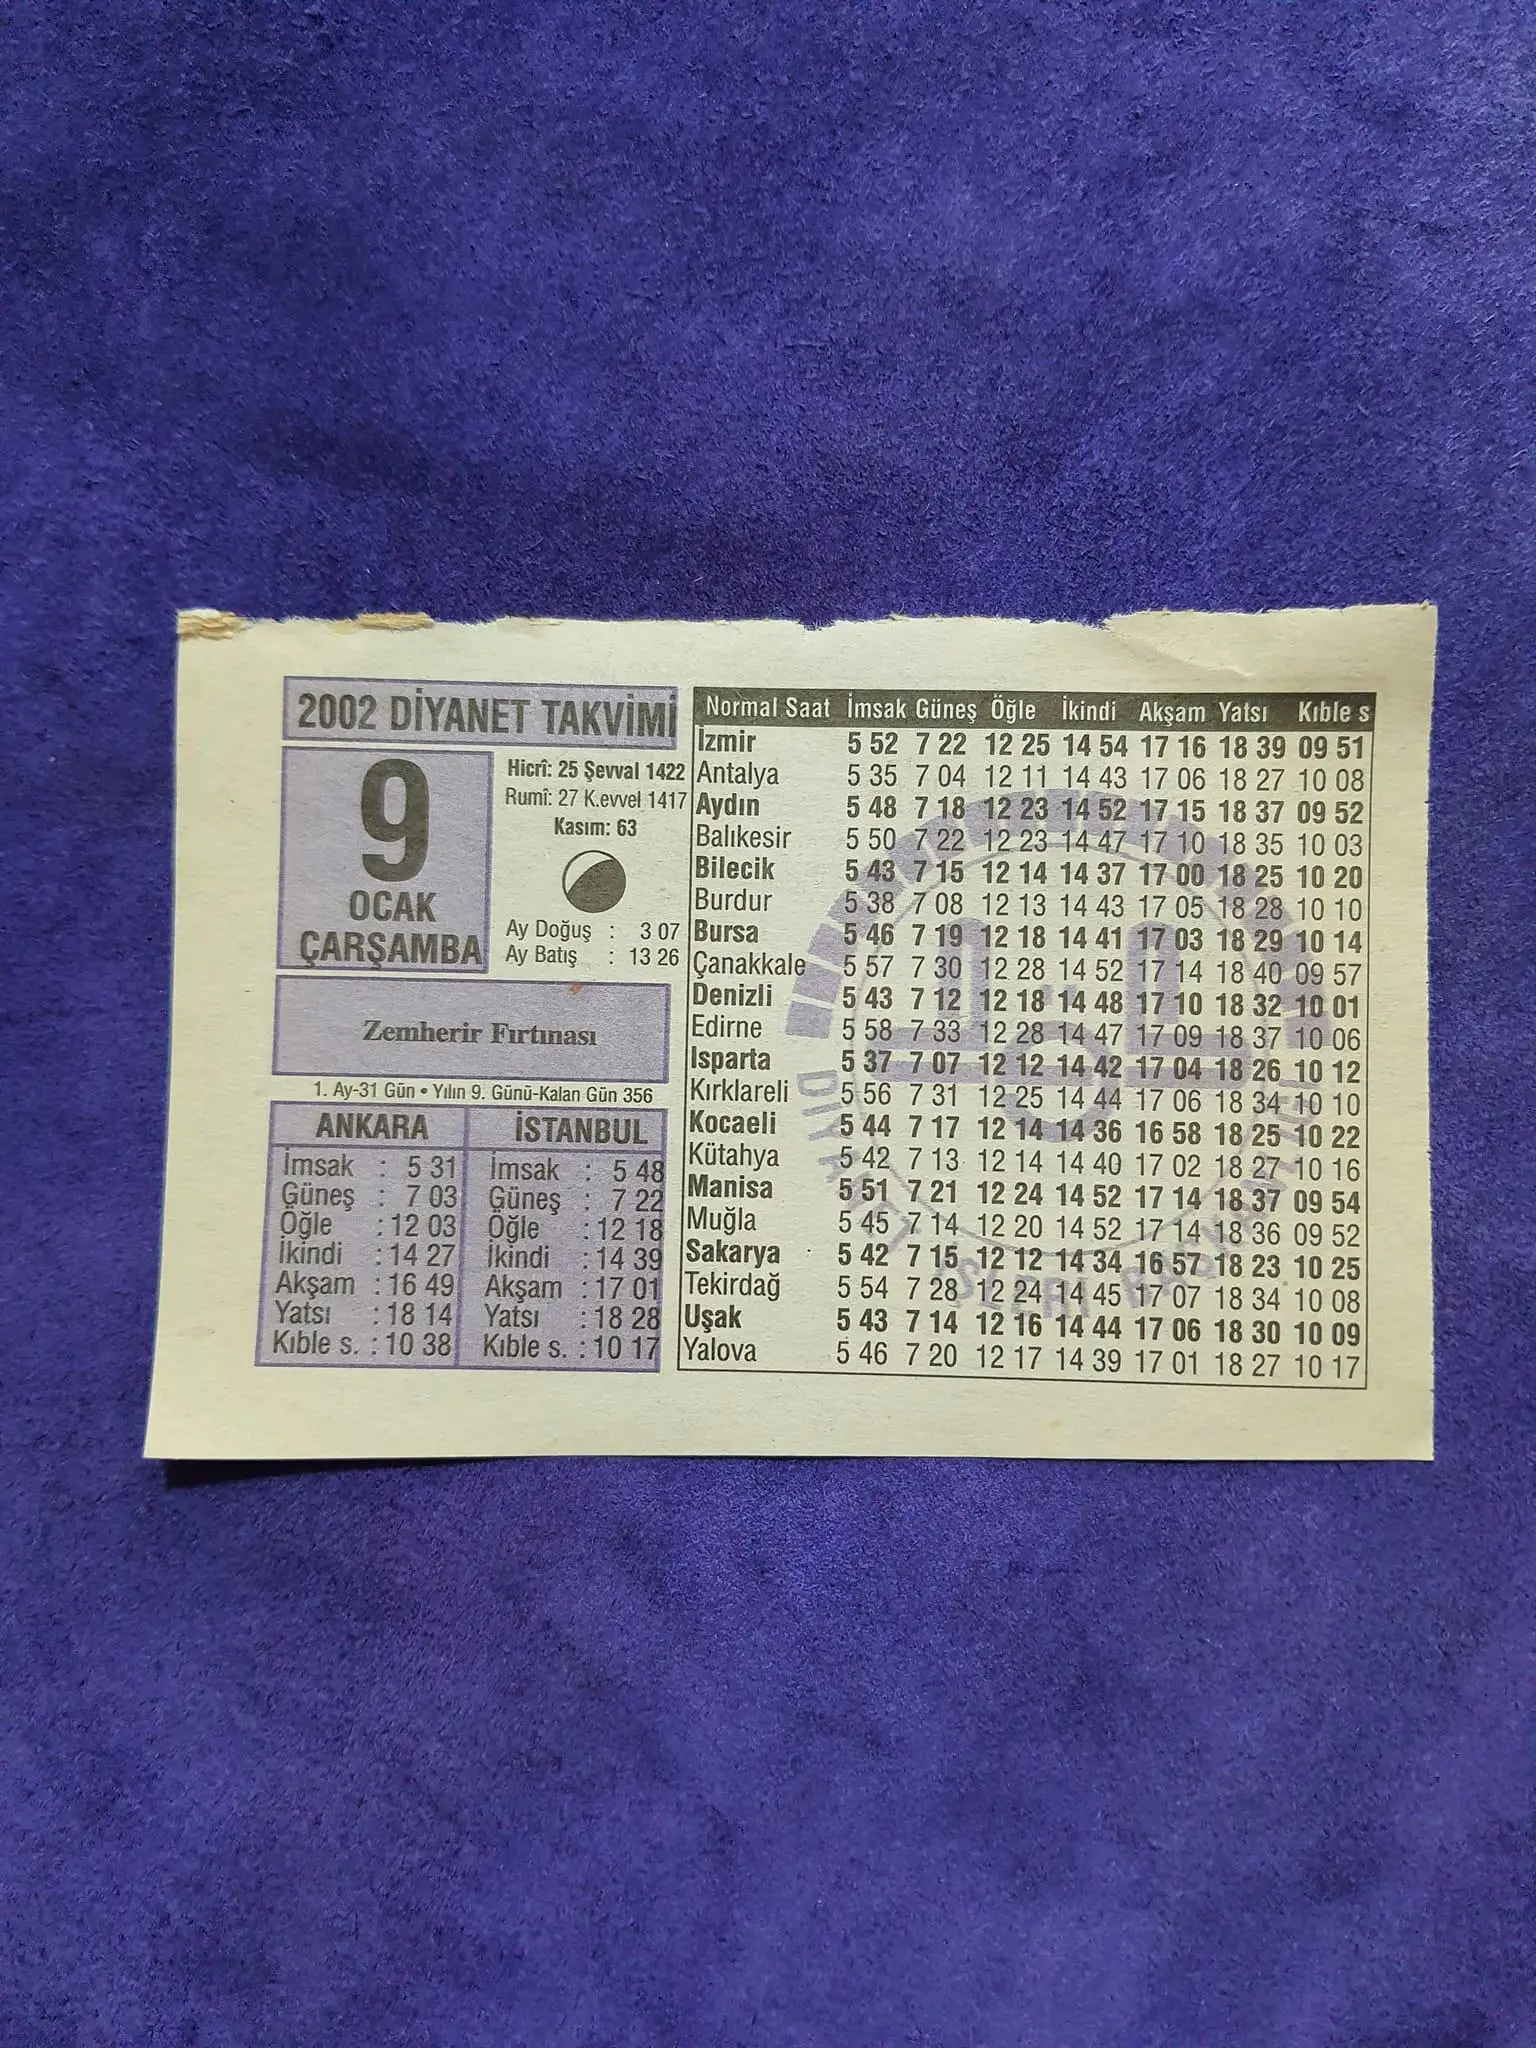 2002 DİYANET TAKVİMİ
9
OCAK
ÇARŞAMBA
Hicrî: 25 Şevval 1422
Rumî: 27 K.evvel 1417
Kasım: 63
Ay Doğuş : 3 07
Ay Batış : 13 26
Zemherir Fırtınası
1. Ay-31 Gün • Yılın 9. Günü-Kalan Gün 356
ANKARA
İmsak : 5 31
Güneş : 7 03
Öğle : 12 03
İkindi : 14 27
Akşam : 16 49
Yatsı : 18 14
Kıble s. : 10 38
İSTANBUL
İmsak : 5 48
Güneş : 7 22
Öğle : 12 18
İkindi : 14 39
Akşam : 17 01
Yatsı : 18 28
Kıble s. : 10 17
Normal Saat İmsak Güneş Öğle İkindi Akşam Yatsı Kıble s
İzmir 5 52 7 22 12 25 14 54 17 16 18 39 09 51
Antalya 5 35 7 04 12 11 14 43 17 06 18 27 10 08
Aydın 5 48 7 18 12 23 14 52 17 15 18 37 09 52
Balıkesir 5 50 7 22 12 23 14 47 17 10 18 35 10 03
Bilecik 5 43 7 15 12 14 14 37 17 00 18 25 10 20
Burdur 5 38 7 08 12 13 14 43 17 05 18 28 10 10
Bursa 5 46 7 19 12 18 14 41 17 03 18 29 10 14
Çanakkale 5 57 7 30 12 28 14 52 17 14 18 40 09 57
Denizli 5 43 7 12 12 18 14 48 17 10 18 32 10 01
Edirne 5 58 7 33 12 28 14 47 17 09 18 37 10 06
Isparta 5 37 7 07 12 12 14 42 17 04 18 26 10 12
Kırklareli 5 56 7 31 12 25 14 44 17 06 18 34 10 10
Kocaeli 5 44 7 17 12 14 14 36 16 58 18 25 10 22
Kütahya 5 42 7 13 12 14 14 40 17 02 18 27 10 16
Manisa 5 51 7 21 12 24 14 52 17 14 18 37 09 54
Muğla 5 45 7 14 12 20 14 52 17 14 18 36 09 52
Sakarya 5 42 7 15 12 12 14 34 16 57 18 23 10 25
Tekirdağ 5 54 7 28 12 24 14 45 17 07 18 34 10 08
Uşak 5 43 7 14 12 16 14 44 17 06 18 30 10 09
Yalova 5 46 7 20 12 17 14 39 17 01 18 27 10 17
DİYANET İŞLERİ